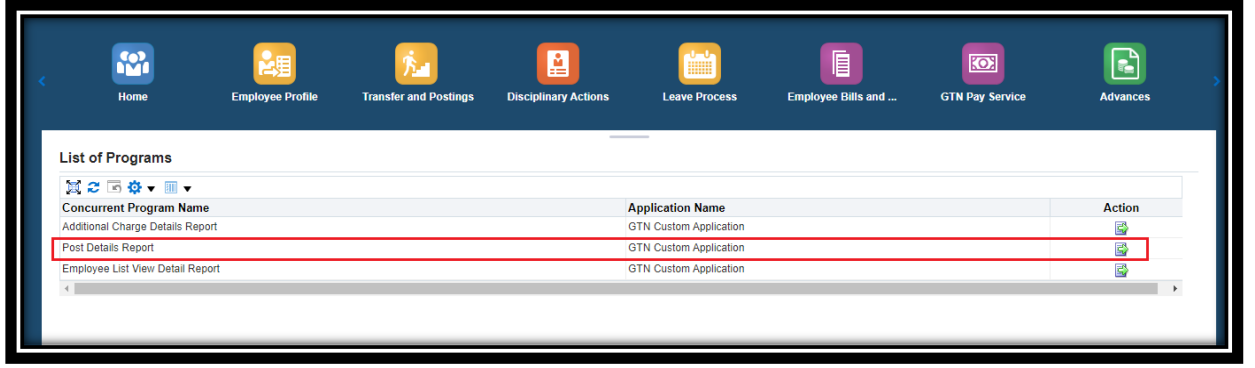 Home Employee Profile Transfer and Postings Disciplinary Actions Leave Process Employee Bills and ... GTN Pay Service Advances
List of Programs
Concurrent Program Name Application Name Action
Additional Charge Details Report GTN Custom Application
Post Details Report GTN Custom Application
Employee List View Detail Report GTN Custom Application